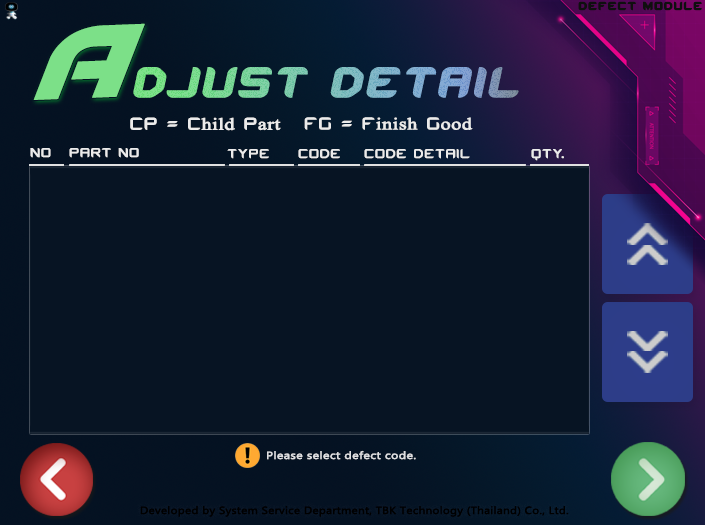 DEFECT MODULE
ADJUST DETAIL
CP = Child Part FG = Finish Good
NO PART NO TYPE CODE CODE DETAIL QTY.
Please select defect code.
Developed by System Service Department, TBK Technology (Thailand) Co., Ltd.